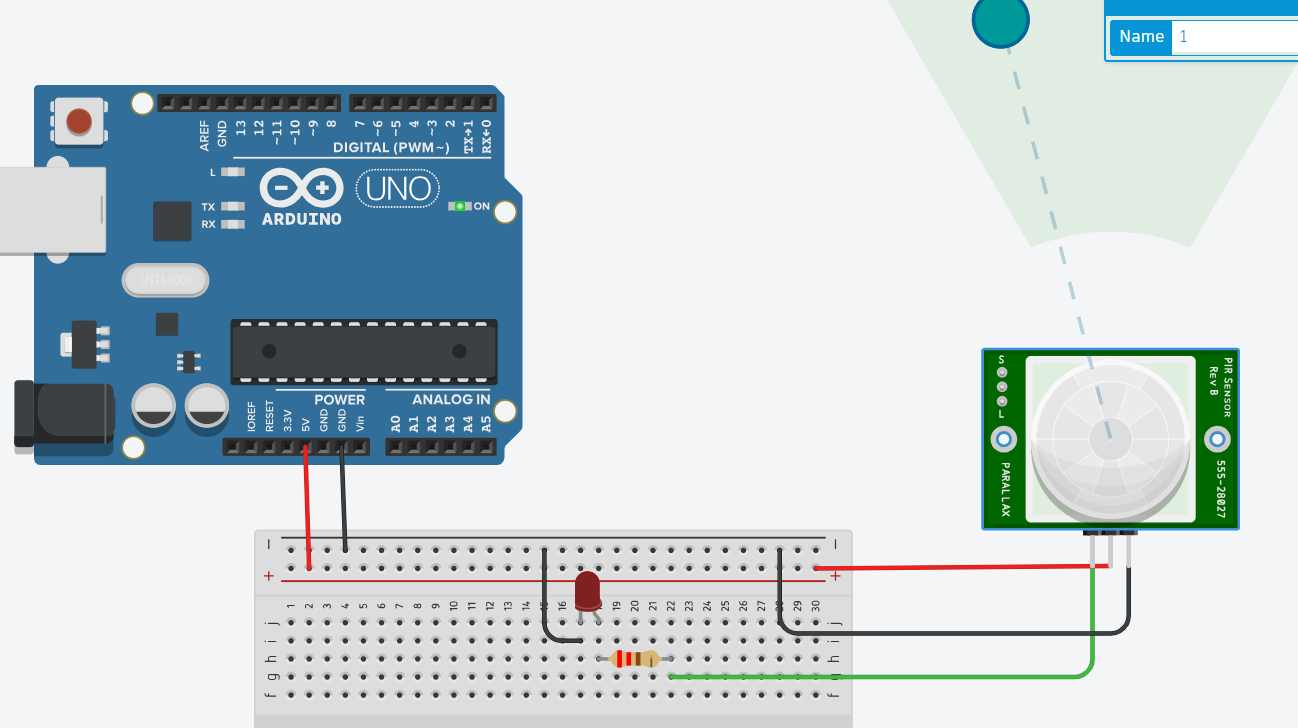 Name 1
AREF
GND
13
12
~11
~10
~9
8
7
~6
~5
4
~3
2
TX→1
RX←0
DIGITAL (PWM~)
L
TX
RX
ARDUINO
UNO
ON
SPK16.000G
IOREF
RESET
3.3V
5V
GND
GND
Vin
POWER
ANALOG IN
A0
A1
A2
A3
A4
A5
S
L
PARALLAX
PIR SENSOR
REV B
555-28027
− −
+ +
1 2 3 4 5 6 7 8 9 10 11 12 13 14 16 19 20 21 22 23 24 25 26 27 29 30
j j
i i
h h
g g
f f